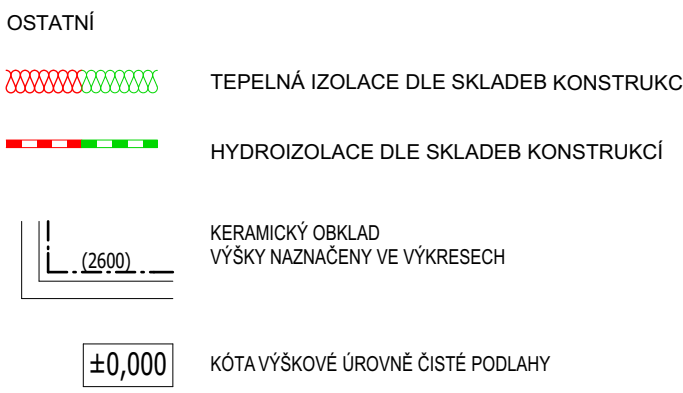 OSTATNÍ
TEPELNÁ IZOLACE DLE SKLADEB KONSTRUKC
HYDROIZOLACE DLE SKLADEB KONSTRUKCÍ
KERAMICKÝ OBKLAD
(2600) VÝŠKY NAZNAČENY VE VÝKRESECH
±0,000 KÓTA VÝŠKOVÉ ÚROVNĚ ČISTÉ PODLAHY